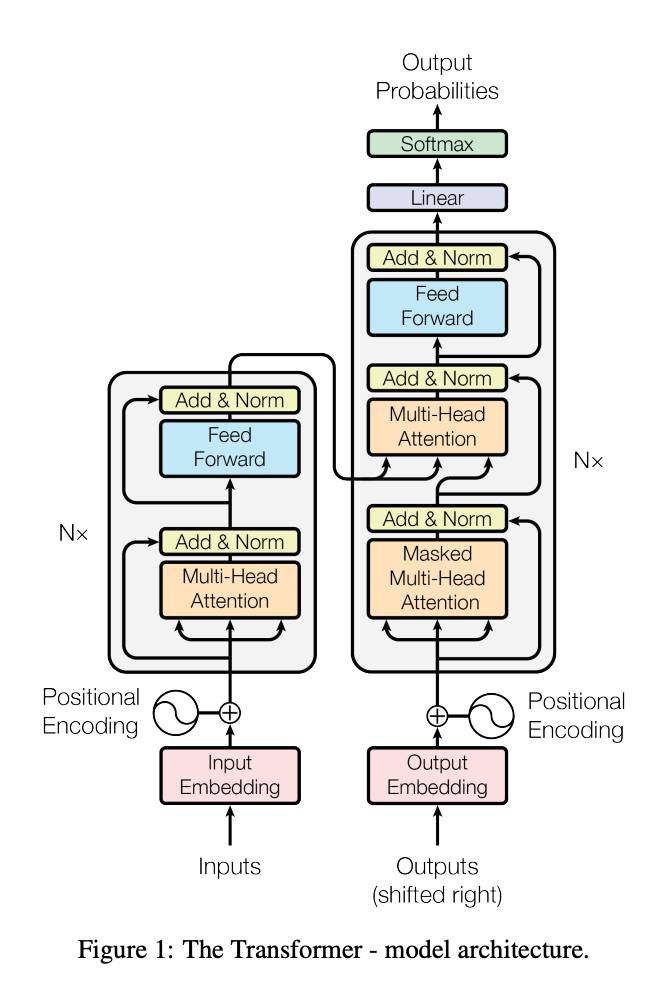 Output
Probabilities
Softmax
Linear
Add & Norm
Feed
Forward
Add & Norm
Multi-Head
Attention
Add & Norm
Masked
Multi-Head
Attention
N×
Add & Norm
Feed
Forward
Add & Norm
Multi-Head
Attention
N×
Positional
Encoding
Positional
Encoding
Input
Embedding
Output
Embedding
Inputs
Outputs
(shifted right)
Figure 1: The Transformer - model architecture.